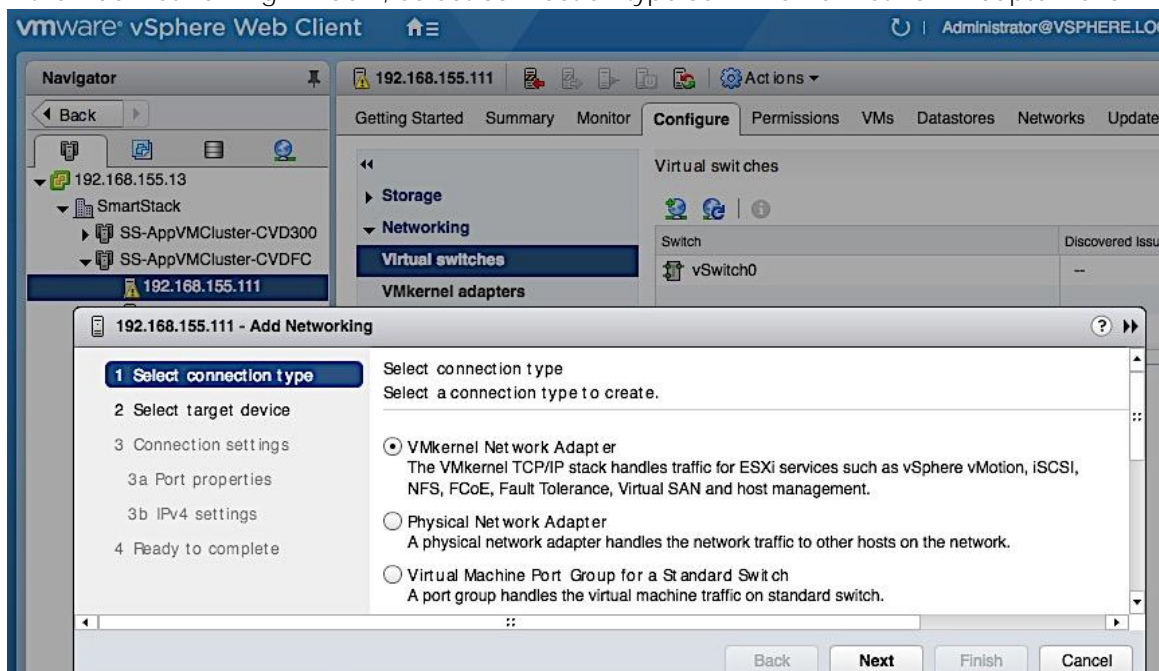 vmware® vSphere Web Client
Administrator@VSPHERE.LO
Navigator
192.168.155.111
Actions
Back
Getting Started Summary Monitor Configure Permissions VMs Datastores Networks Update
192.168.155.13
SmartStack
SS-AppVMCluster-CVD300
SS-AppVMCluster-CVDFC
192.168.155.111
Storage
Networking
Virtual switches
VMkernel adapters
Virtual switches
Switch Discovered Issu
vSwitch0 --
192.168.155.111 - Add Networking
1 Select connection type
2 Select target device
3 Connection settings
3a Port properties
3b IPv4 settings
4 Ready to complete
Select connection type
Select a connection type to create.
VMkernel Network Adapter
The VMkernel TCP/IP stack handles traffic for ESXi services such as vSphere vMotion, iSCSI,
NFS, FCoE, Fault Tolerance, Virtual SAN and host management.
Physical Network Adapter
A physical network adapter handles the network traffic to other hosts on the network.
Virtual Machine Port Group for a Standard Switch
A port group handles the virtual machine traffic on standard switch.
Back Next Finish Cancel